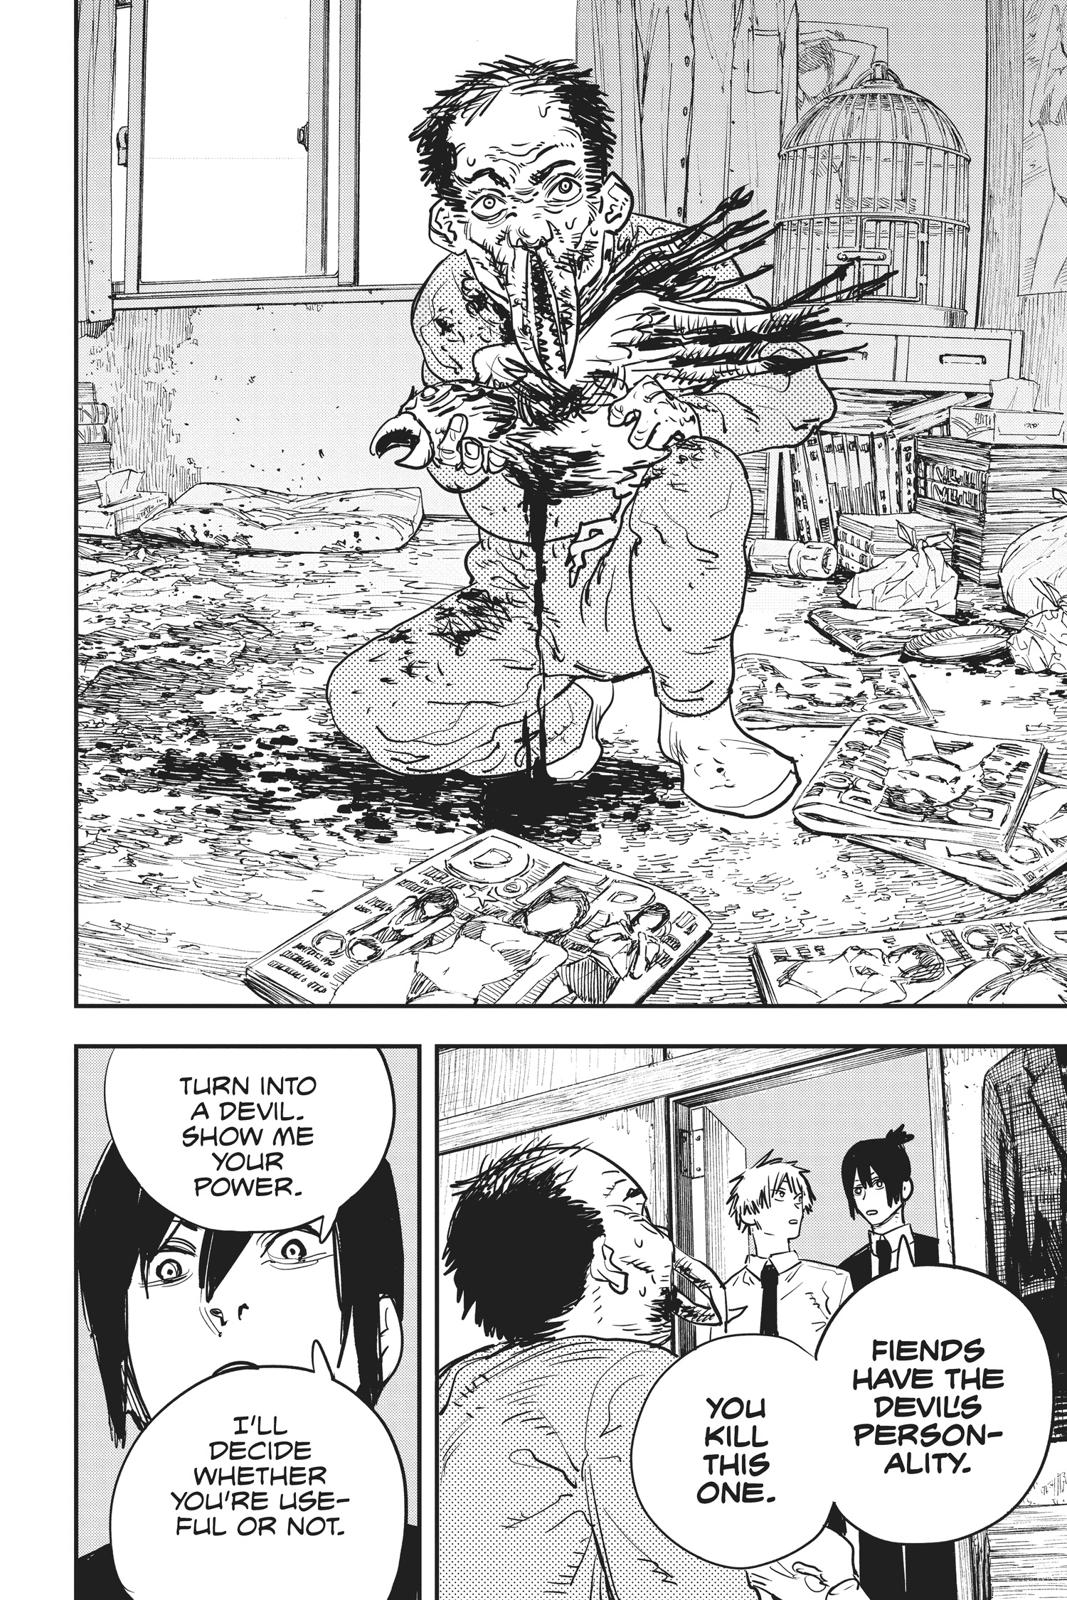 TURN INTO
A DEVIL.
SHOW ME
YOUR
POWER.
I'LL
DECIDE
WHETHER
YOU'RE USE-
FUL OR NOT.
FIENDS
HAVE THE
DEVIL'S
PERSON-
ALITY.
YOU
KILL
THIS
ONE.